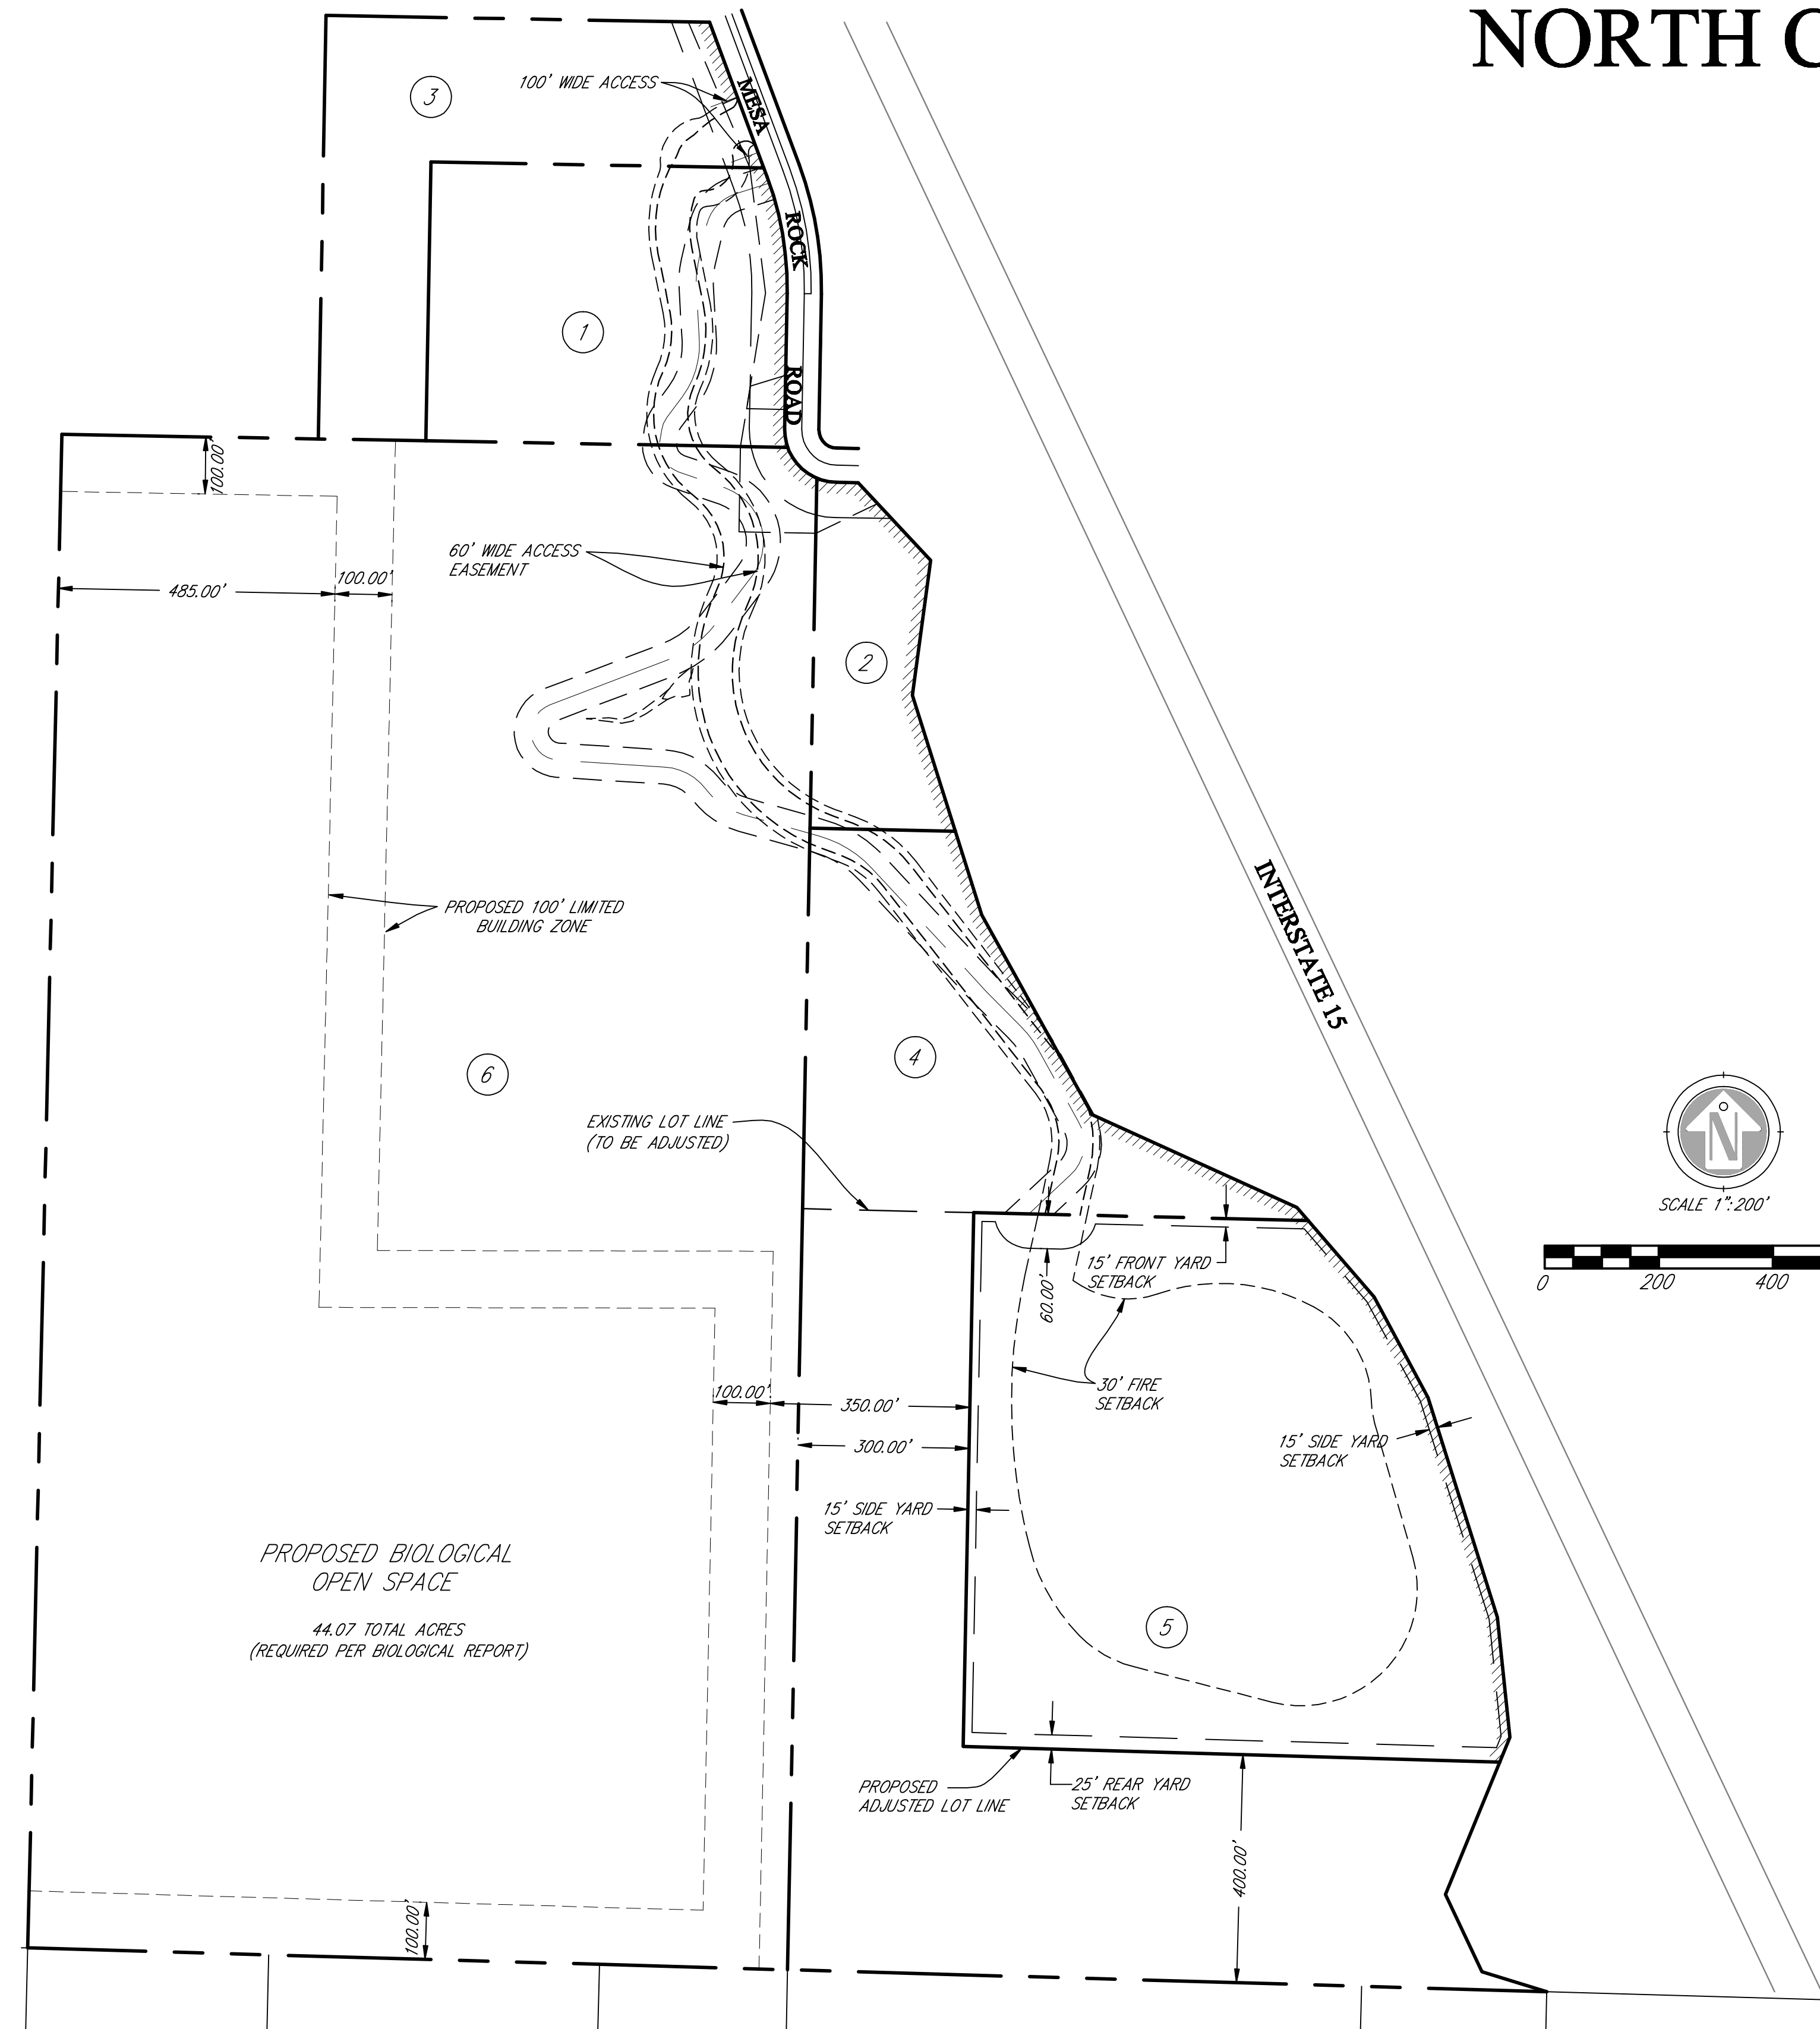 NORTH C
3
100' WIDE ACCESS
MESA
ROCK
1
ROAD
100.00'
60' WIDE ACCESS
EASEMENT
100.00'
485.00'
2
INTERSTATE 15
PROPOSED 100' LIMITED
BUILDING ZONE
4
6
EXISTING LOT LINE
(TO BE ADJUSTED)
N
SCALE 1":200'
0 200 400
15' FRONT YARD
SETBACK
60.00'
30' FIRE
SETBACK
100.00'
350.00'
300.00'
15' SIDE YARD
SETBACK
15' SIDE YARD
SETBACK
PROPOSED BIOLOGICAL
OPEN SPACE
44.07 TOTAL ACRES
(REQUIRED PER BIOLOGICAL REPORT)
5
PROPOSED
ADJUSTED LOT LINE
25' REAR YARD
SETBACK
400.00'
100.00'